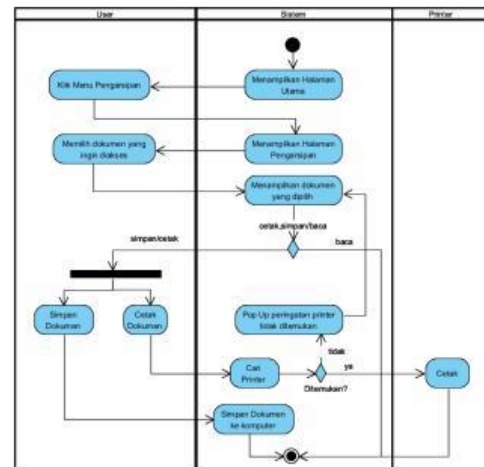 User
Sistem
Printer
Menampilkan Halaman
Utama
Klik Menu Pengarsipan
Memilih dokumen yang
ingin diakses
Menampilkan Halaman
Pengarsipan
Menampilkan dokumen
yang dipilih
cetak,simpan/baca
simpan/cetak
baca
Simpan
Dokumen
Cetak
Dokumen
Pop Up peringatan printer
tidak ditemukan
tidak
Cari
Printer
ya
Ditemukan?
Cetak
Simpan Dokumen
ke komputer